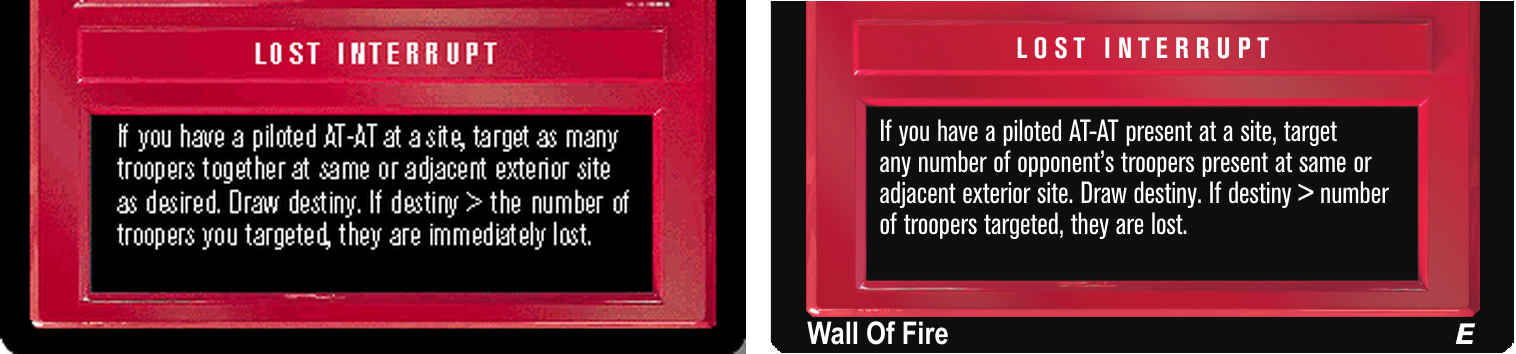 LOST INTERRUPT
If you have a piloted AT-AT at a site, target as many
troopers together at same or adjacent exterior site
as desired. Draw destiny. If destiny > the number of
troopers you targeted, they are immediately lost.
LOST INTERRUPT
If you have a piloted AT-AT present at a site, target
any number of opponent's troopers present at same or
adjacent exterior site. Draw destiny. If destiny > number
of troopers targeted, they are lost.
Wall Of Fire
E